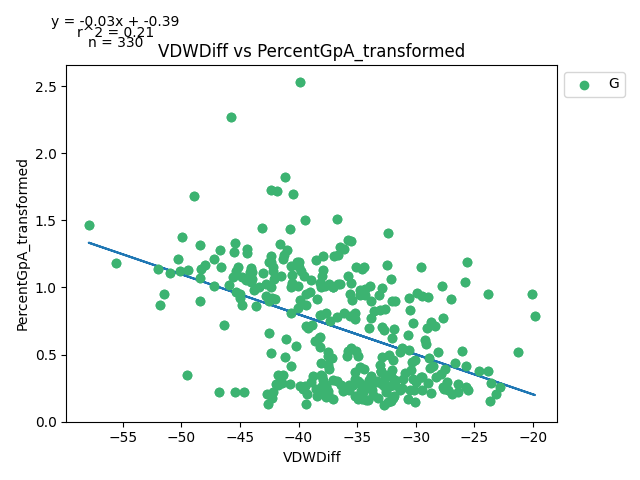 y = -0.03x + -0.39
r^2 = 0.21
n = 330
VDWDiff vs PercentGpA_transformed
G
PercentGpA_transformed
2.5
2.0
1.5
1.0
0.5
0.0
−55 −50 −45 −40 −35 −30 −25 −20
VDWDiff